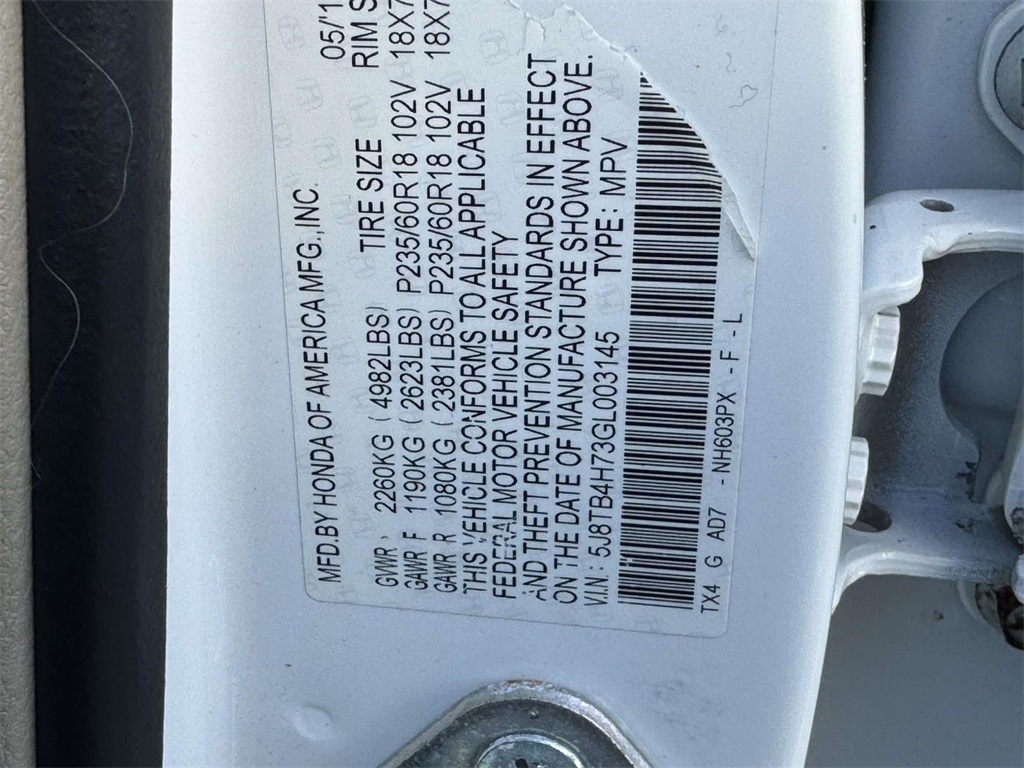 MFD. BY HONDA OF AMERICA MFG., INC. 05/'1
TIRE SIZE RIM S
GVWR 2260KG ( 4982LBS)
GAWR F 1190KG ( 2623LBS) P235/60R18 102V 18X7
GAWR R 1080KG ( 2381LBS) P235/60R18 102V 18X7
THIS VEHICLE CONFORMS TO ALL APPLICABLE
FEDERAL MOTOR VEHICLE SAFETY
AND THEFT PREVENTION STANDARDS IN EFFECT
ON THE DATE OF MANUFACTURE SHOWN ABOVE.
V.I.N.: 5J8TB4H73GL003145 TYPE: MPV
TX4 G AD7 -NH603PX -F-L